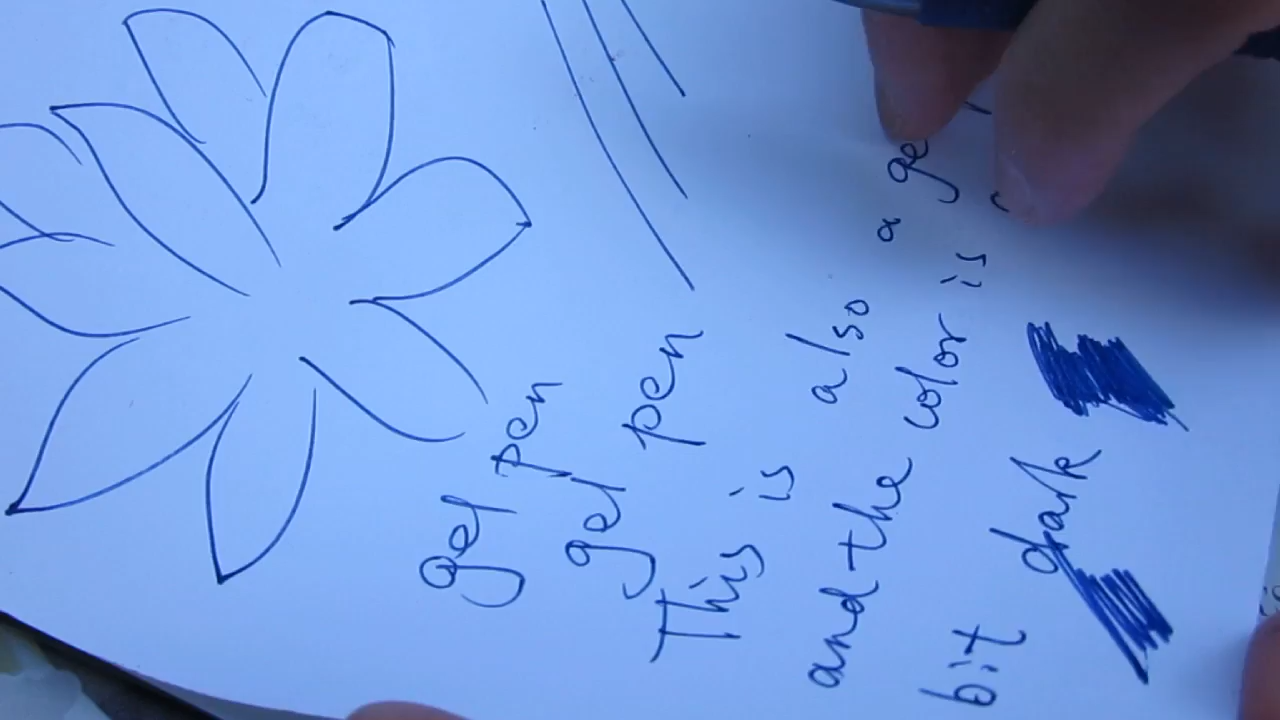 gel pen
gel pen
This is also a ge
and the color is
bit dark